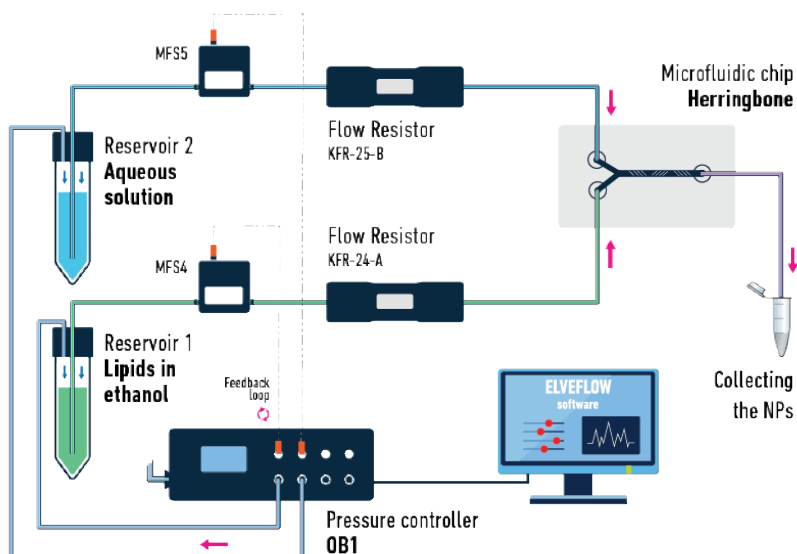 MFS5
Microfluidic chip
Herringbone
Flow Resistor
KFR-25-B
Reservoir 2
Aqueous
solution
Flow Resistor
KFR-24-A
MFS4
Reservoir 1
Lipids in
ethanol
Feedback
loop
ELVEFLOW
software
Collecting
the NPs
Pressure controller
OB1